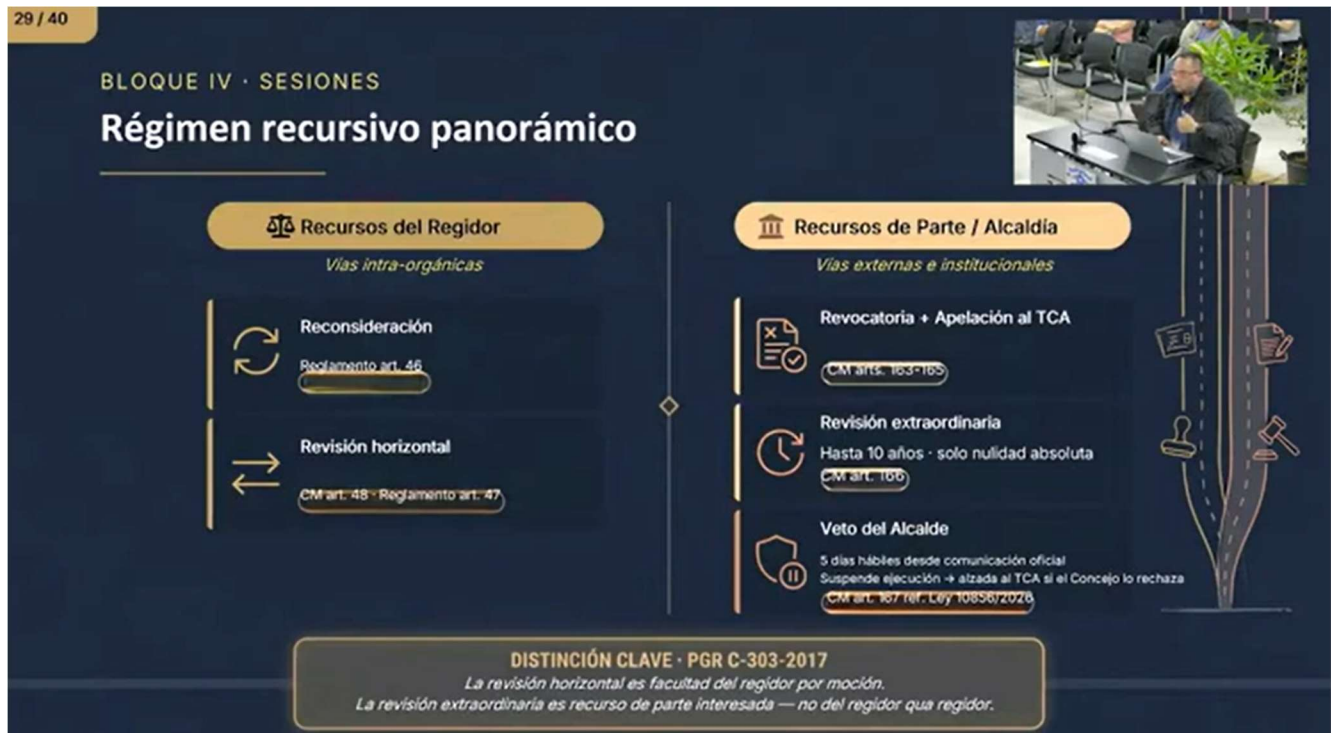 29 / 40
BLOQUE IV · SESIONES
Régimen recursivo panorámico
Recursos del Regidor
Vías intra-orgánicas
Reconsideración
Reglamento art. 46
Revisión horizontal
CM art. 48 · Reglamento art. 47
Recursos de Parte / Alcaldía
Vías externas e institucionales
Revocatoria + Apelación al TCA
CM arts. 163-165
Revisión extraordinaria
Hasta 10 años · solo nulidad absoluta
CM art. 166
Veto del Alcalde
5 días hábiles desde comunicación oficial
Suspende ejecución → alzada al TCA si el Concejo lo rechaza
CM art. 167 ref. Ley 10856/2026
DISTINCIÓN CLAVE · PGR C-303-2017
La revisión horizontal es facultad del regidor por moción.
La revisión extraordinaria es recurso de parte interesada — no del regidor qua regidor.